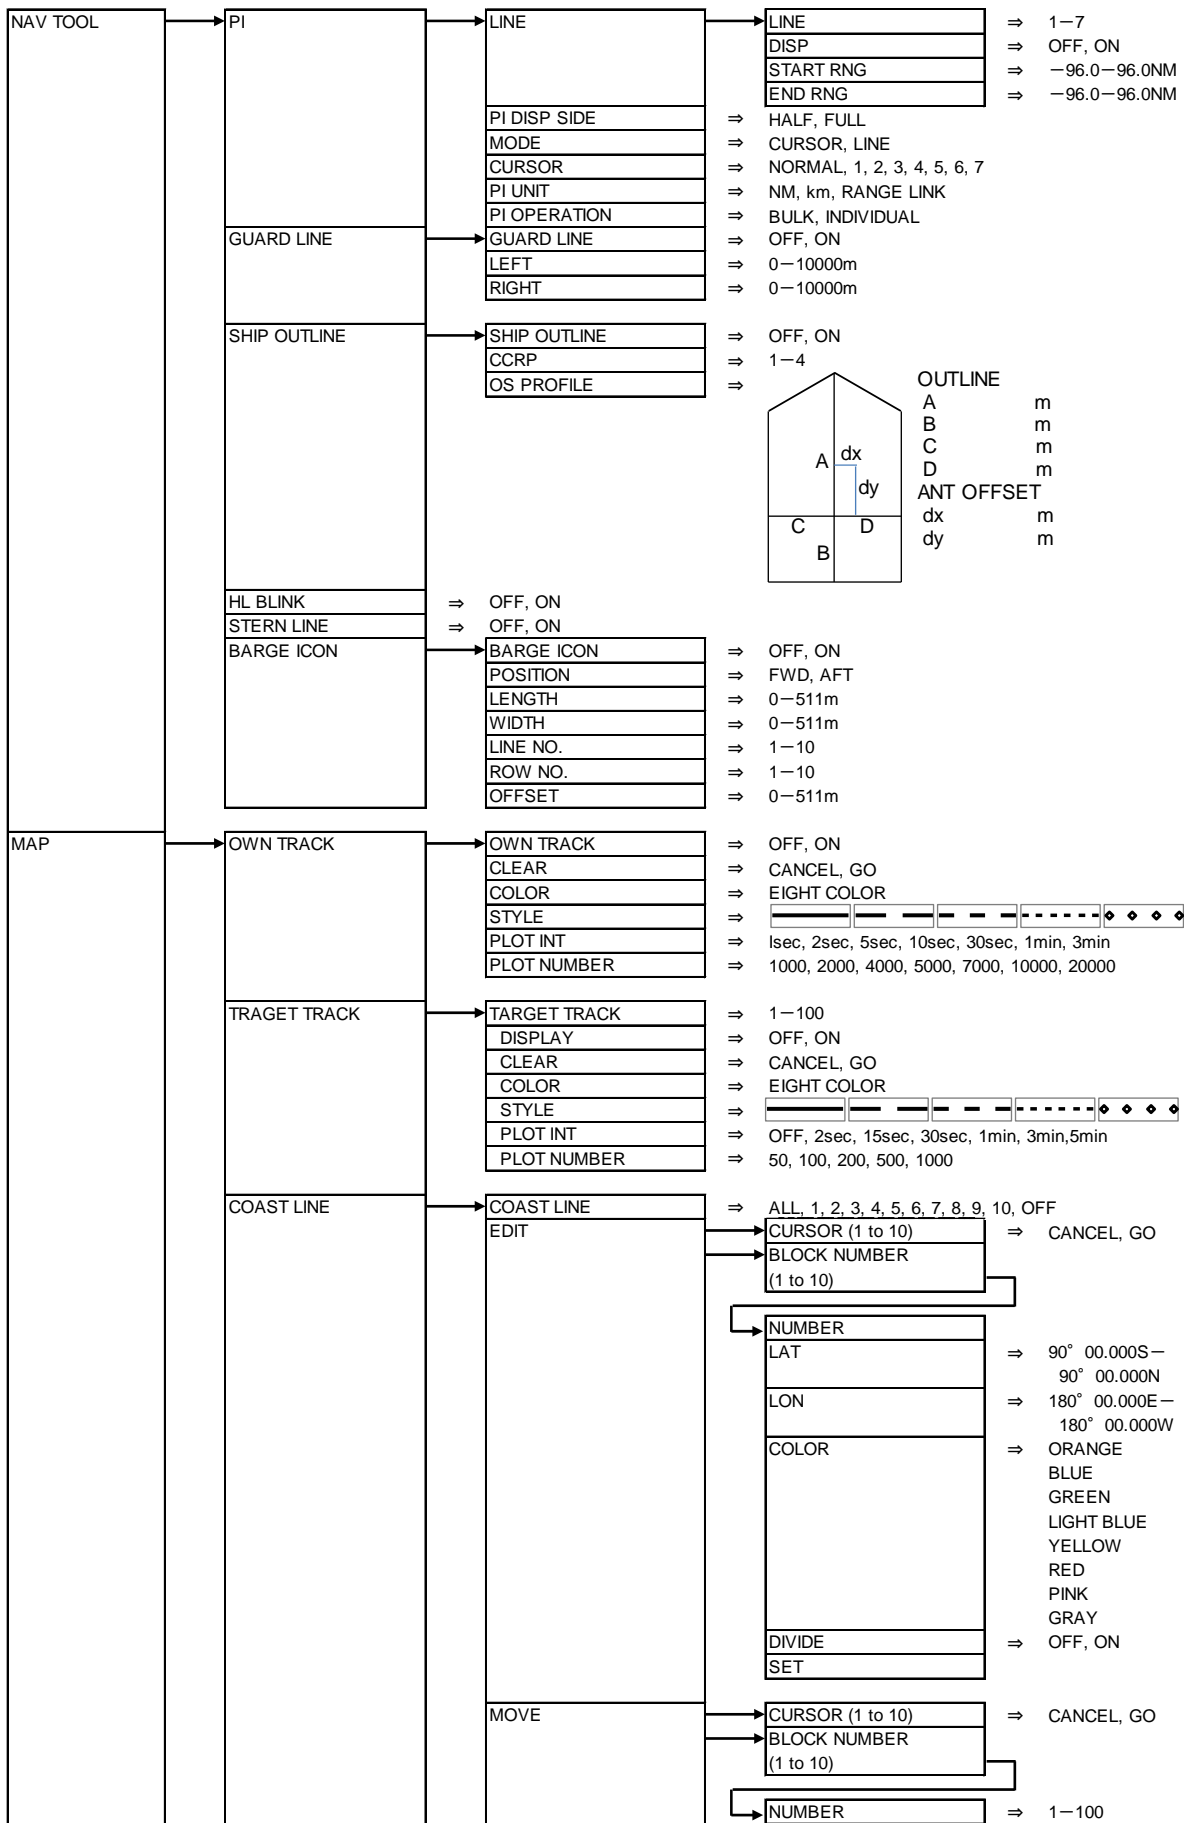 NAV TOOL PI LINE LINE ⇒ 1－7
DISP ⇒ OFF, ON
START RNG ⇒ －96.0－96.0NM
END RNG ⇒ －96.0－96.0NM
PI DISP SIDE ⇒ HALF, FULL
MODE ⇒ CURSOR, LINE
CURSOR ⇒ NORMAL, 1, 2, 3, 4, 5, 6, 7
PI UNIT ⇒ NM, km, RANGE LINK
PI OPERATION ⇒ BULK, INDIVIDUAL
GUARD LINE GUARD LINE ⇒ OFF, ON
LEFT ⇒ 0－10000m
RIGHT ⇒ 0－10000m
SHIP OUTLINE SHIP OUTLINE ⇒ OFF, ON
CCRP ⇒ 1－4
OS PROFILE ⇒
OUTLINE
A m
B m
C m
D m
ANT OFFSET
dx m
dy m
A dx
dy
C D
B
HL BLINK ⇒ OFF, ON
STERN LINE ⇒ OFF, ON
BARGE ICON BARGE ICON ⇒ OFF, ON
POSITION ⇒ FWD, AFT
LENGTH ⇒ 0－511m
WIDTH ⇒ 0－511m
LINE NO. ⇒ 1－10
ROW NO. ⇒ 1－10
OFFSET ⇒ 0－511m
MAP OWN TRACK OWN TRACK ⇒ OFF, ON
CLEAR ⇒ CANCEL, GO
COLOR ⇒ EIGHT COLOR
STYLE ⇒
PLOT INT ⇒ lsec, 2sec, 5sec, 10sec, 30sec, 1min, 3min
PLOT NUMBER ⇒ 1000, 2000, 4000, 5000, 7000, 10000, 20000
TRAGET TRACK TARGET TRACK ⇒ 1－100
DISPLAY ⇒ OFF, ON
CLEAR ⇒ CANCEL, GO
COLOR ⇒ EIGHT COLOR
STYLE ⇒
PLOT INT ⇒ OFF, 2sec, 15sec, 30sec, 1min, 3min,5min
PLOT NUMBER ⇒ 50, 100, 200, 500, 1000
COAST LINE COAST LINE ⇒ ALL, 1, 2, 3, 4, 5, 6, 7, 8, 9, 10, OFF
EDIT CURSOR (1 to 10) ⇒ CANCEL, GO
BLOCK NUMBER
(1 to 10)
NUMBER
LAT ⇒ 90°00.000S－
90°00.000N
LON ⇒ 180°00.000E－
180°00.000W
COLOR ⇒ ORANGE
BLUE
GREEN
LIGHT BLUE
YELLOW
RED
PINK
GRAY
DIVIDE ⇒ OFF, ON
SET
MOVE CURSOR (1 to 10) ⇒ CANCEL, GO
BLOCK NUMBER
(1 to 10)
NUMBER ⇒ 1－100